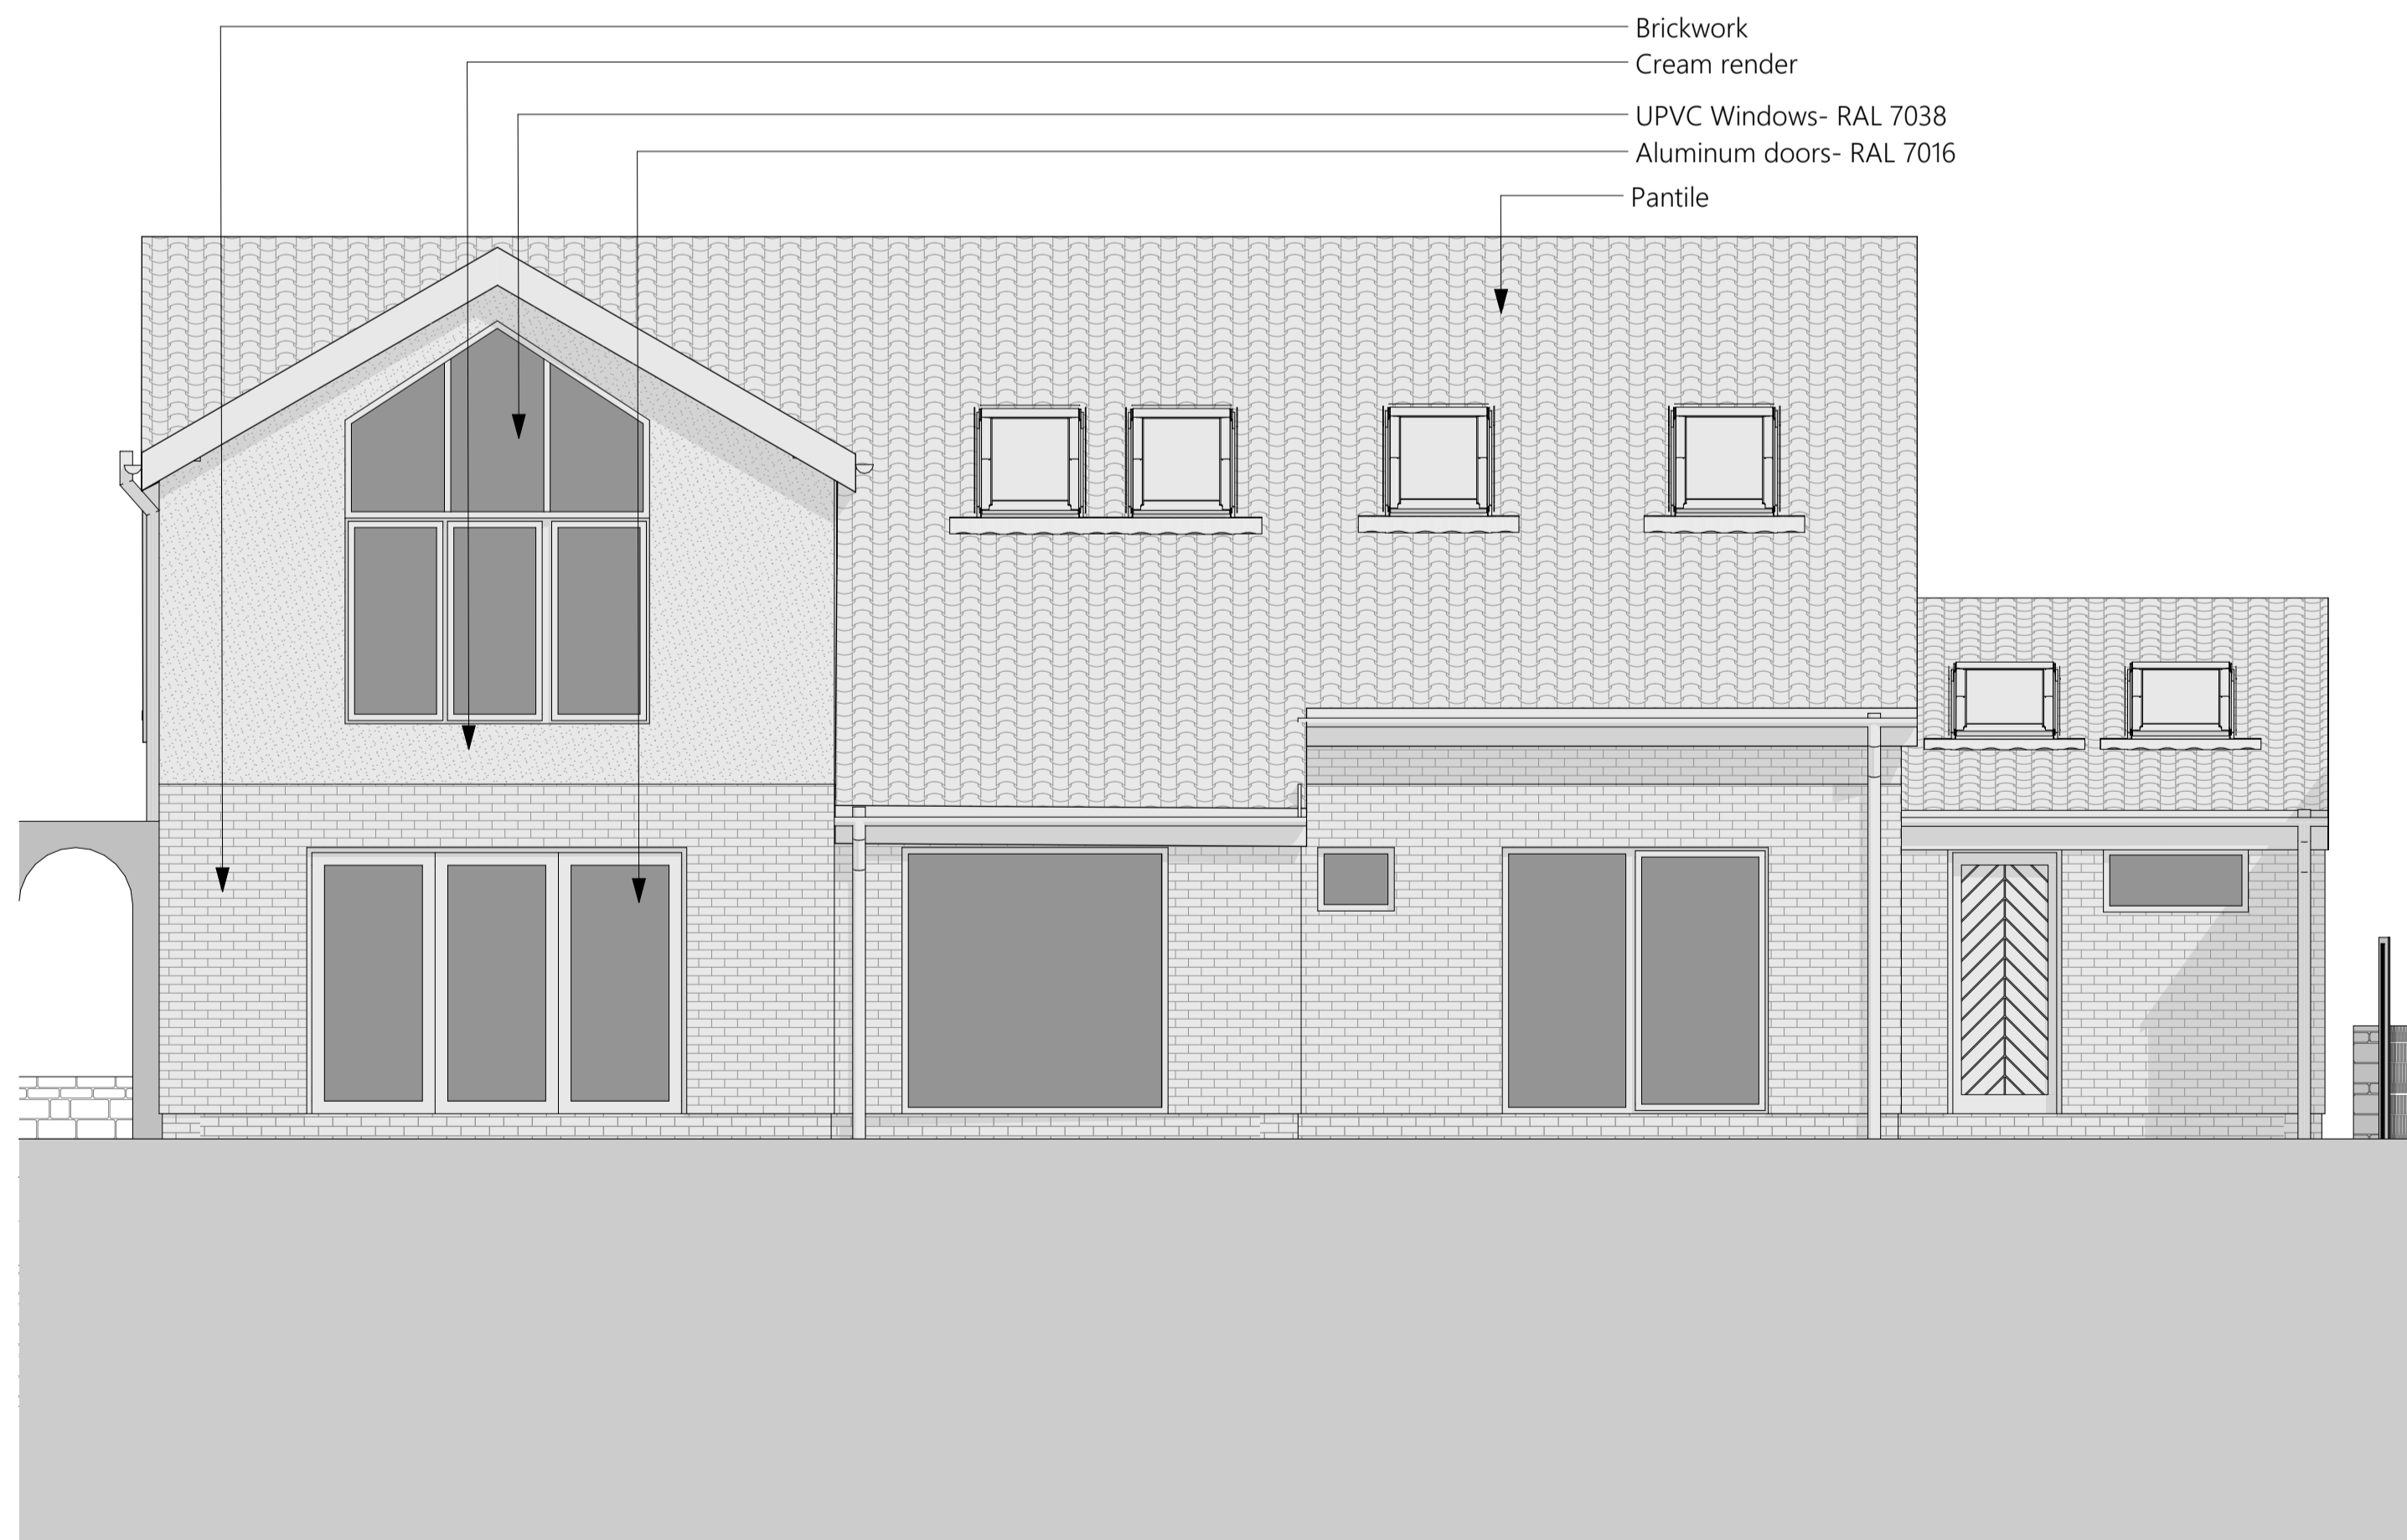 Brickwork
Cream render
UPVC Windows- RAL 7038
Aluminum doors- RAL 7016
Pantile